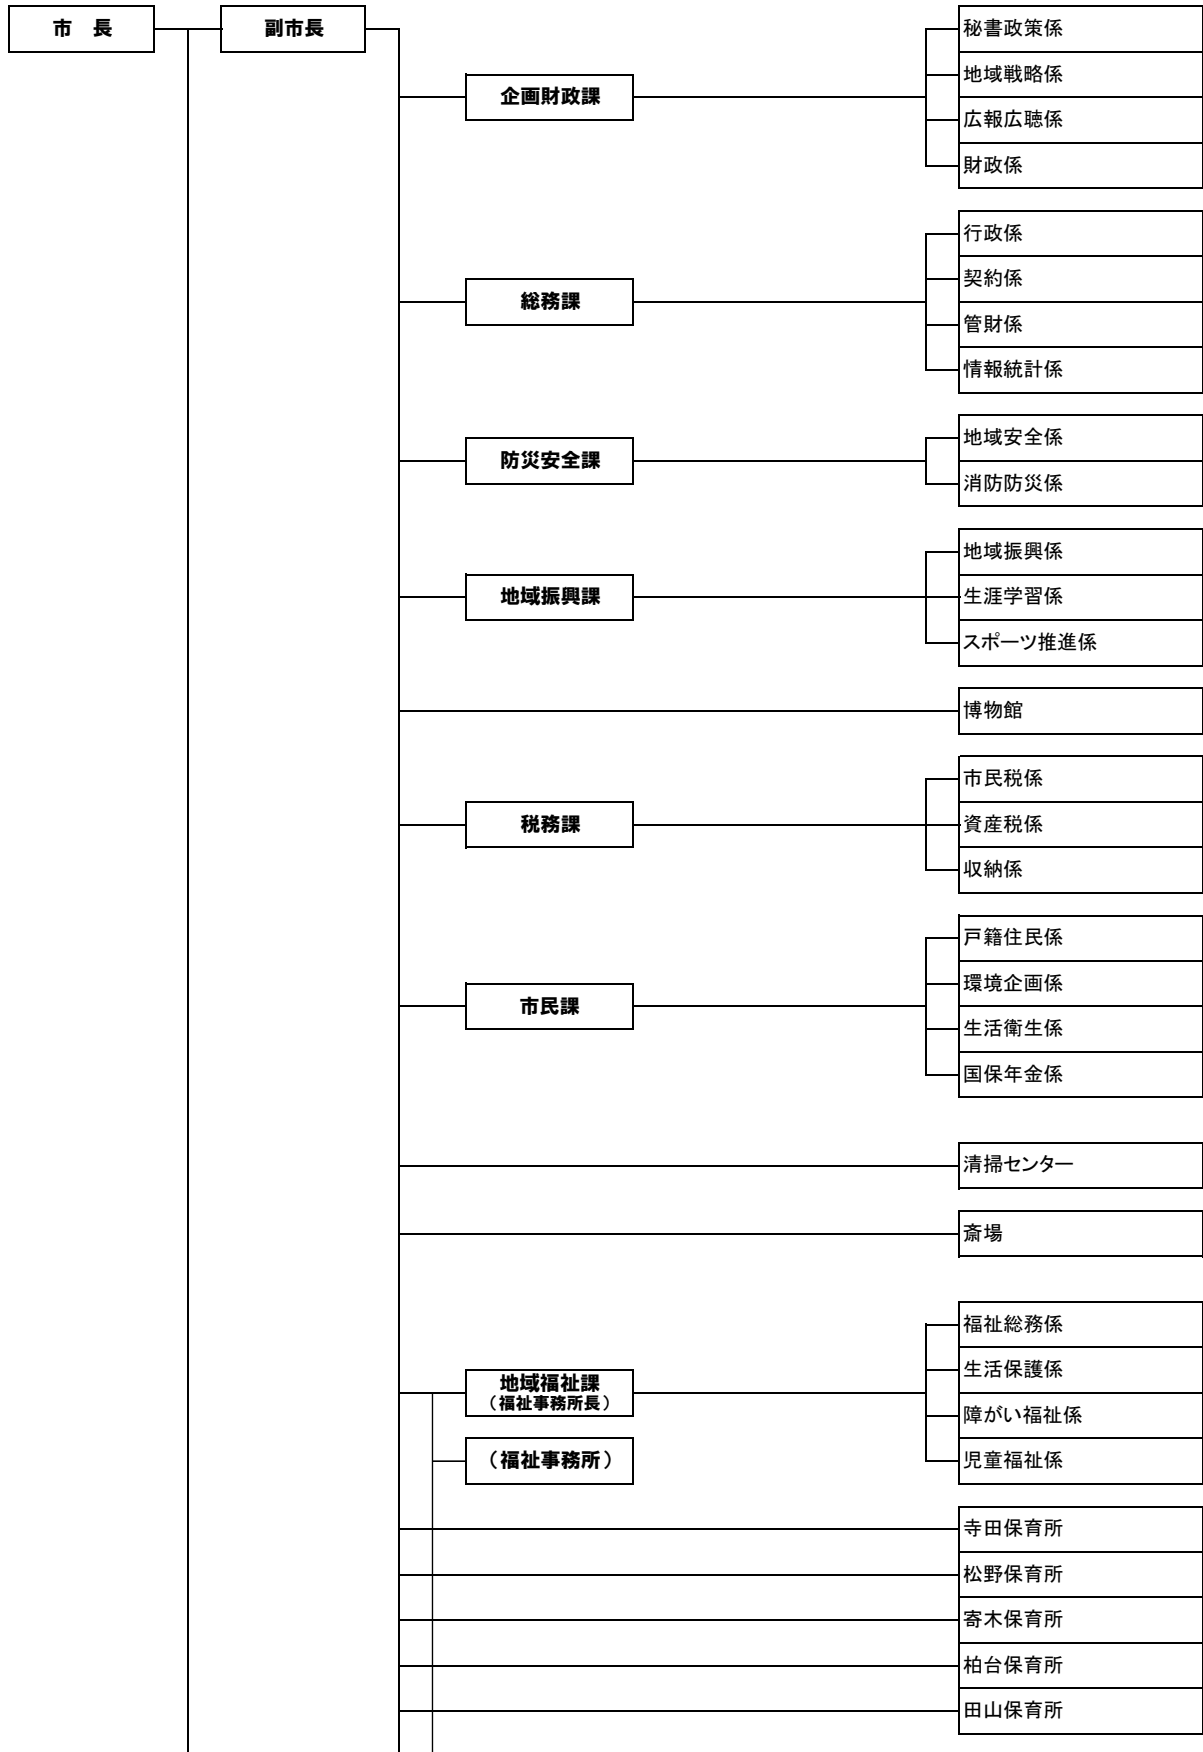 市　長
副市長
企画財政課
秘書政策係
地域戦略係
広報広聴係
財政係
総務課
行政係
契約係
管財係
情報統計係
防災安全課
地域安全係
消防防災係
地域振興課
地域振興係
生涯学習係
スポーツ推進係
博物館
税務課
市民税係
資産税係
収納係
市民課
戸籍住民係
環境企画係
生活衛生係
国保年金係
清掃センター
斎場
地域福祉課
（福祉事務所長）
（福祉事務所）
福祉総務係
生活保護係
障がい福祉係
児童福祉係
寺田保育所
松野保育所
寄木保育所
柏台保育所
田山保育所